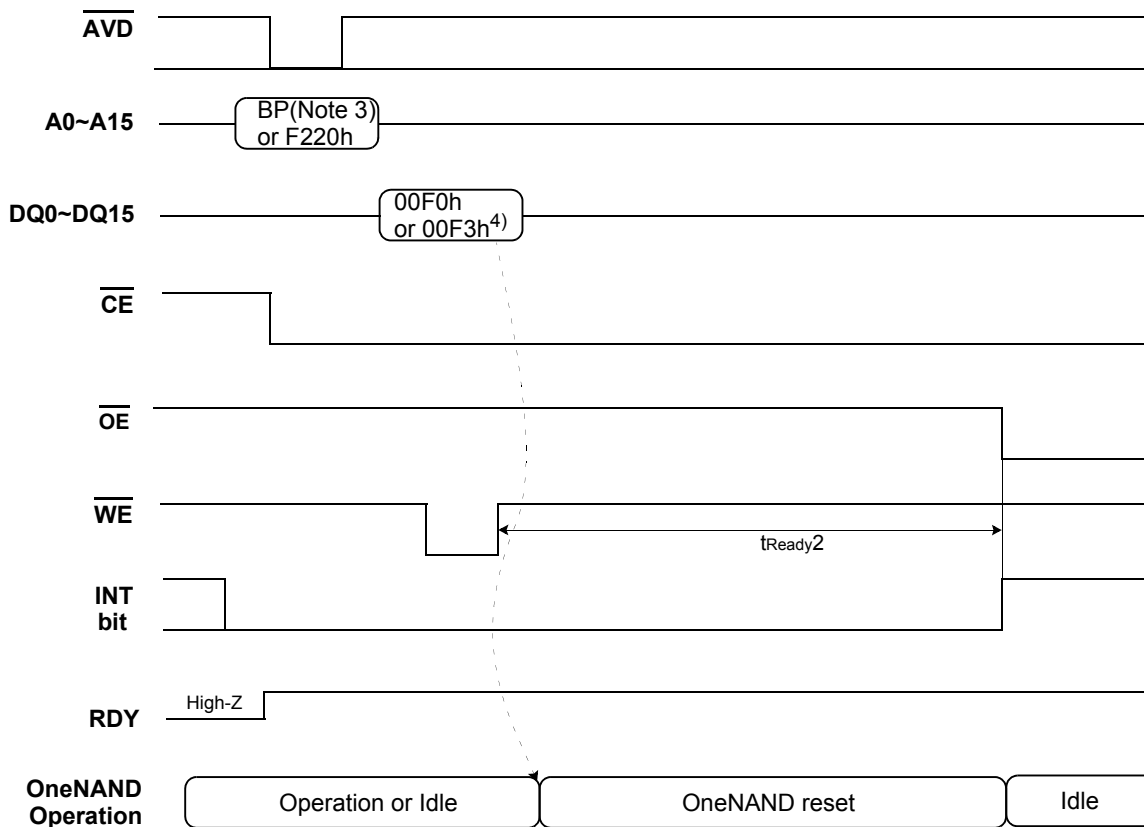 AVD
A0~A15
BP(Note 3)
or F220h
DQ0~DQ15
00F0h
or 00F3h4)
CE
OE
WE
tReady2
INT
bit
High-Z
RDY
OneNAND
Operation
Operation or Idle
OneNAND reset
Idle